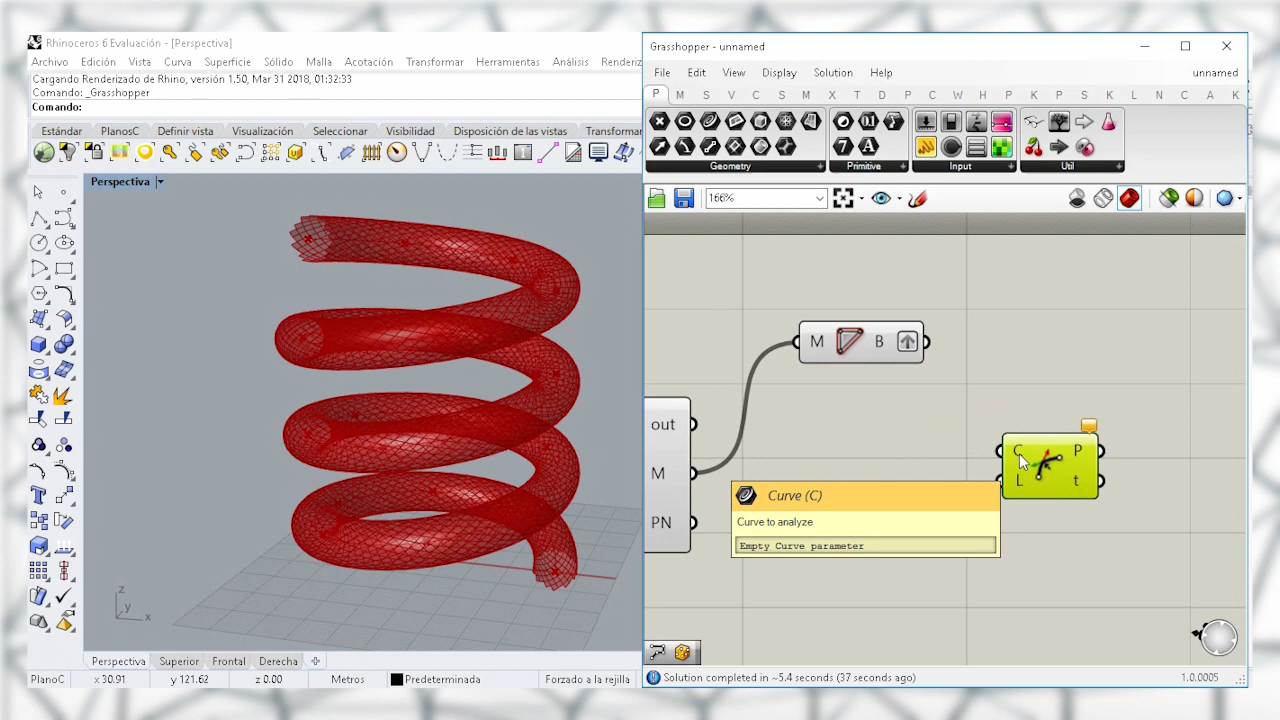 Rhinoceros 6 Evaluación - [Perspectiva]
Archivo Edición Vista Curva Superficie Sólido Malla Acotación Transformar Herramientas Análisis Renderiz
Cargando Renderizado de Rhino, versión 1.50, Mar 31 2018, 01:32:33
Comando: _Grasshopper
Comando:
Estándar PlanosC Definir vista Visualización Seleccionar Visibilidad Disposición de las vistas Transformar
Perspectiva
z
y
x
Perspectiva Superior Frontal Derecha
PlanoC x 30.91 y 121.62 z 0.00 Metros Predeterminada Forzado a la rejilla
Grasshopper - unnamed
File Edit View Display Solution Help unnamed
P M S V C S M X T D P C W H P K P S K L N C A K
Geometry Primitive Input Util
166%
M B
out
M
PN
C P
L t
Curve (C)
Curve to analyze
Empty Curve parameter
Solution completed in ~5.4 seconds (37 seconds ago) 1.0.0005